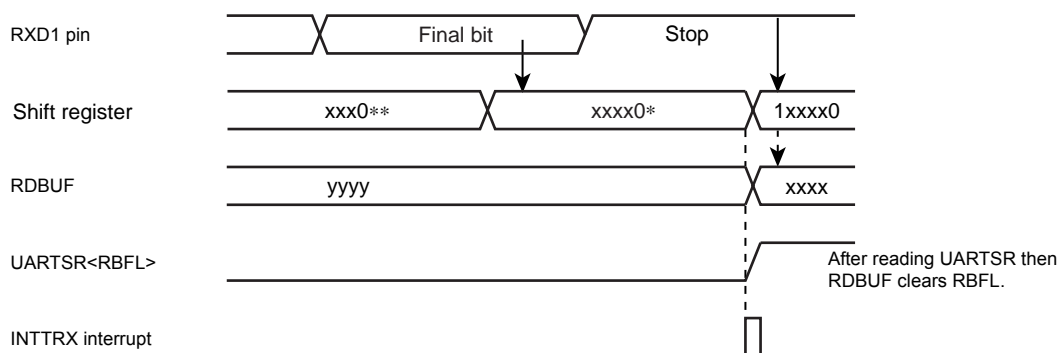 RXD1 pin Final bit Stop
Shift register xxx0** xxxx0* 1xxxx0
RDBUF yyyy xxxx
UARTSR<RBFL> After reading UARTSR then
RDBUF clears RBFL.
INTTRX interrupt